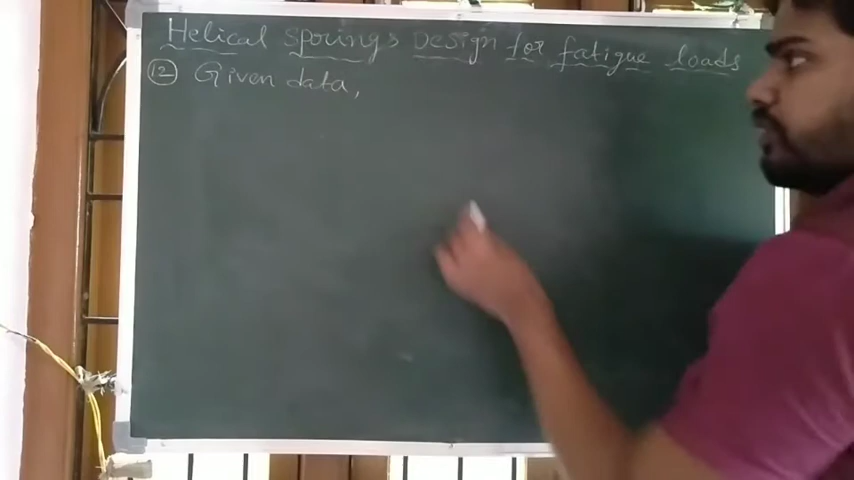 Helical springs Design for fatigue loads
(12) Given data,